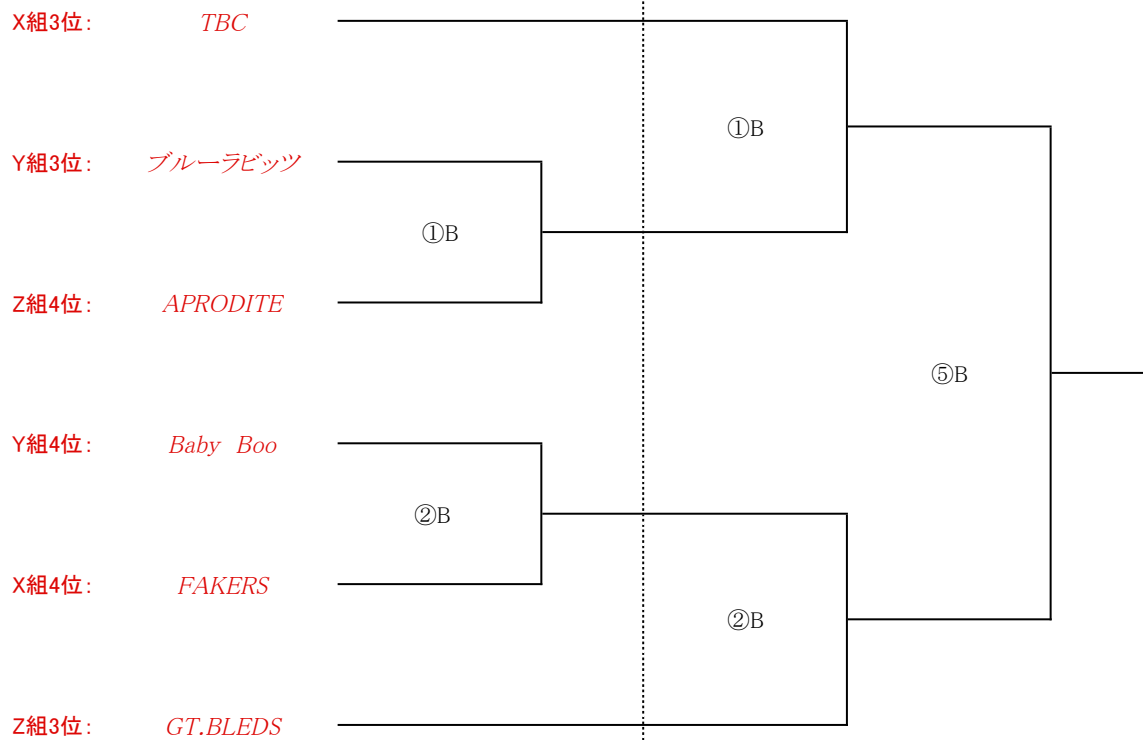 X組3位： TBC
①B
Y組3位： ブルーラビッツ
①B
Z組4位： APRODITE
⑤B
Y組4位： Baby Boo
②B
X組4位： FAKERS
②B
Z組3位： GT.BLEDS